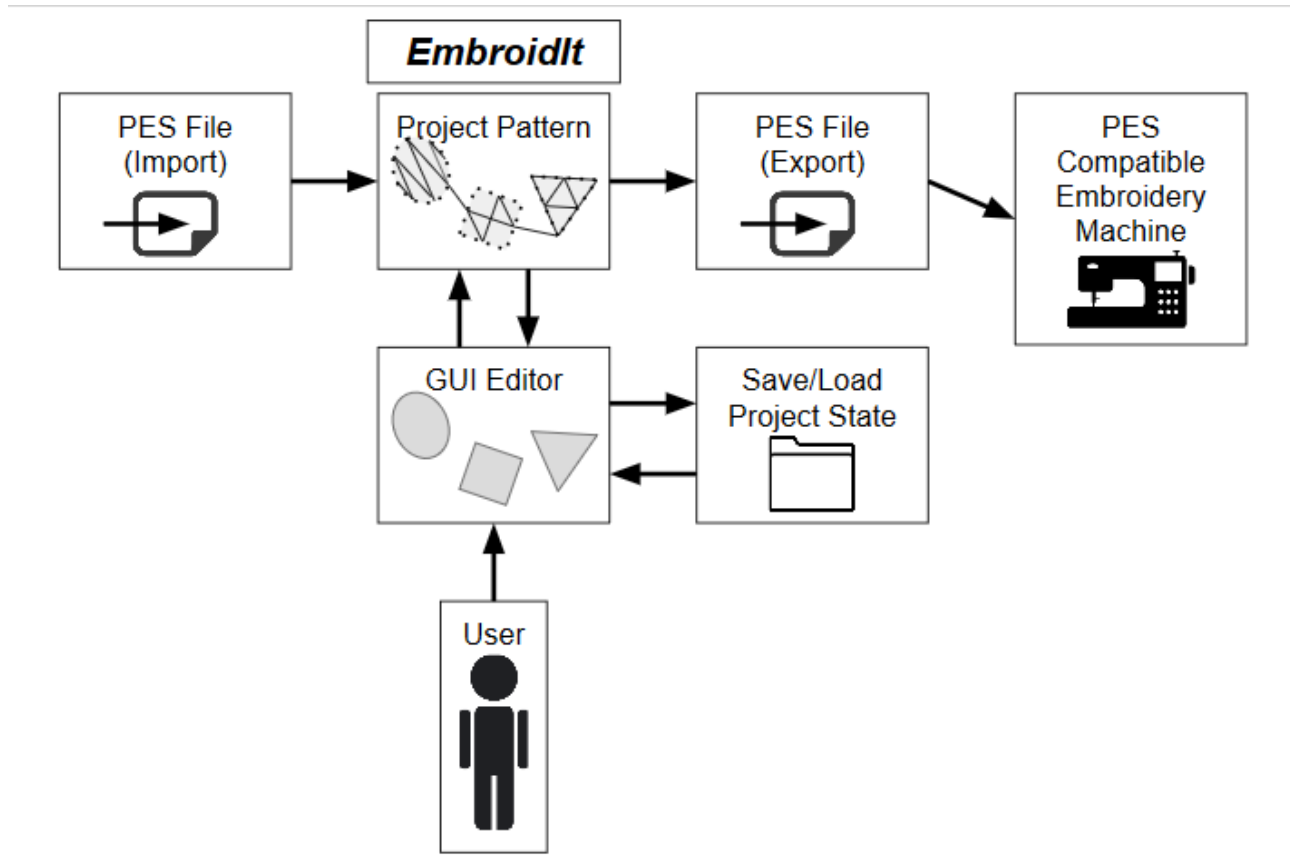 EmbroidIt
PES File
(Import)
Project Pattern
PES File
(Export)
PES
Compatible
Embroidery
Machine
GUI Editor
Save/Load
Project State
User